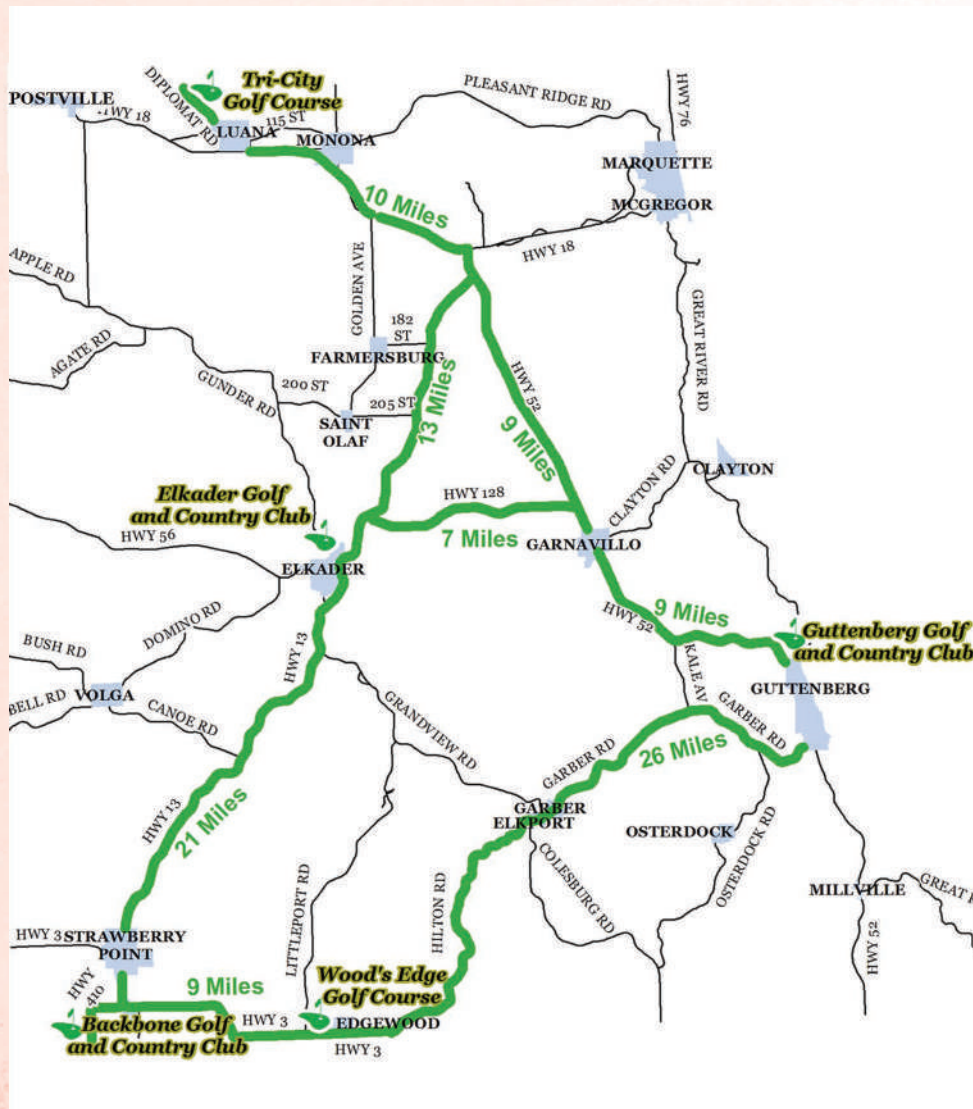 Tri-City
Golf Course
DIPLOMAT RD
POSTVILLE
HWY 18
LUANA
115 ST
MONONA
PLEASANT RIDGE RD
HWY 76
MARQUETTE
MCGREGOR
10 Miles
HWY 18
APPLE RD
GOLDEN AVE
GREAT RIVER RD
AGATE RD
182
ST
FARMERSBURG
GUNDER RD
200 ST
205 ST
SAINT
OLAF
13 Miles
HWY 52
9 Miles
CLAYTON
CLAYTON RD
Elkader Golf
and Country Club
HWY 128
7 Miles
GARNAVILLO
HWY 56
ELKADER
HWY 52
9 Miles
DOMINO RD
BUSH RD
HWY 13
KALE AV
Guttenberg Golf
and Country Club
GUTTENBERG
BELL RD
VOLGA
CANOE RD
GRANDVIEW RD
GARBER RD
GARBER RD
26 Miles
HWY 13
21 Miles
GARBER
ELKPORT
OSTERDOCK
OSTERDOCK RD
COLESBURG RD
LITTLEPORT RD
HILTON RD
MILLVILLE
GREAT R
HWY 52
HWY 3
STRAWBERRY
POINT
HWY
410
9 Miles
Wood's Edge
Golf Course
HWY 3
EDGEWOOD
HWY 3
Backbone Golf
and Country Club